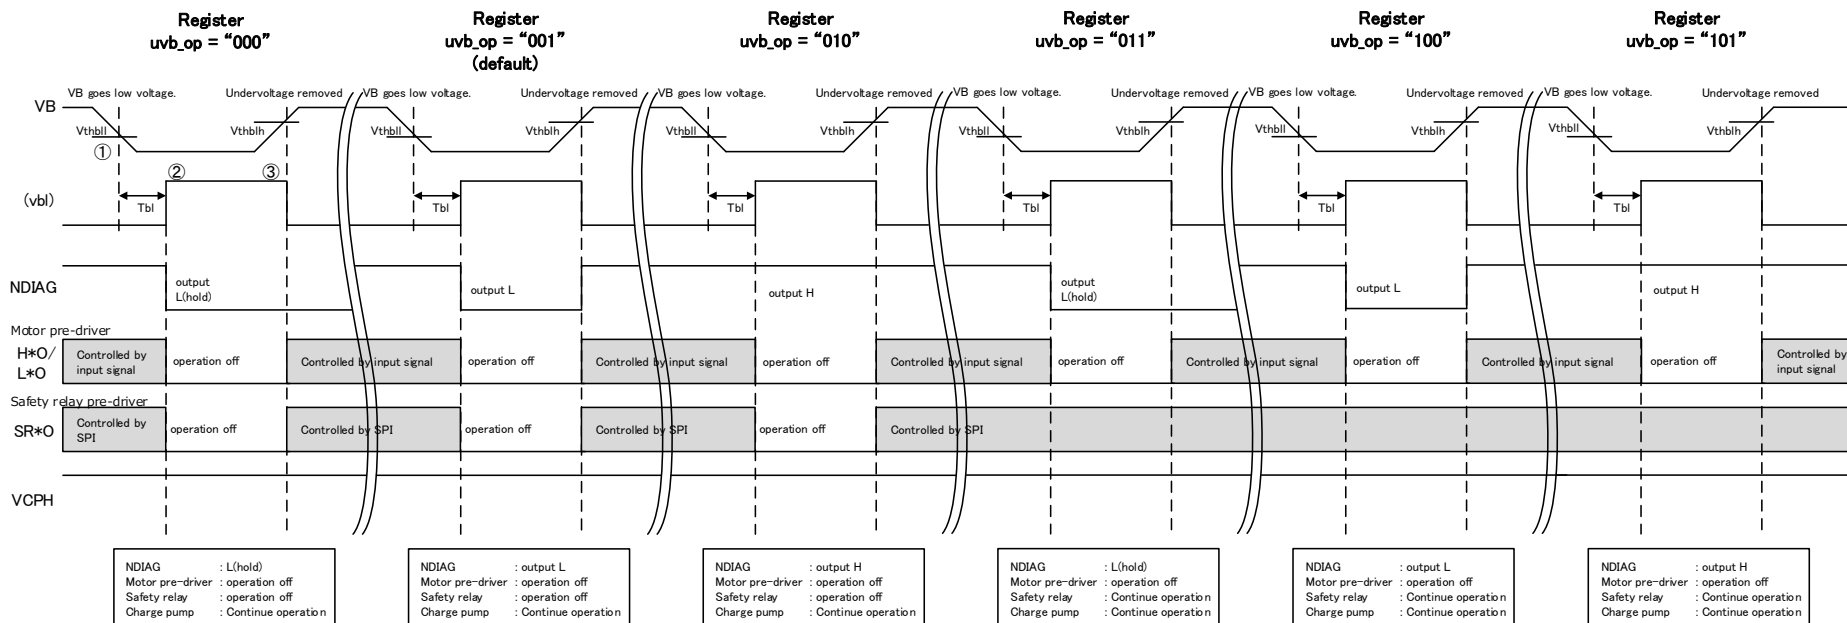 Register Register Register Register Register Register
uvb_op = “000” uvb_op = “001” uvb_op = “010” uvb_op = “011” uvb_op = “100” uvb_op = “101”
(default)
VB goes low voltage. Undervoltage removed VB goes low voltage. Undervoltage removed VB goes low voltage. Undervoltage removed VB goes low voltage. Undervoltage removed VB goes low voltage. Undervoltage removed VB goes low voltage. Undervoltage removed
VB
Vthbll Vthblh Vthbll Vthblh Vthbll Vthblh Vthbll Vthblh Vthbll Vthblh Vthbll Vthblh
①
② ③
(vbl)
Tbl Tbl Tbl Tbl Tbl Tbl
NDIAG
output
L(hold)
output L
output H
output
L(hold)
output L
output H
Motor pre-driver
H*O/
L*O
Controlled by
input signal
operation off Controlled by input signal operation off Controlled by input signal operation off Controlled by input signal operation off Controlled by input signal operation off Controlled by input signal operation off
Controlled by
input signal
Safety relay pre-driver
SR*O
Controlled by
SPI
operation off Controlled by SPI operation off Controlled by SPI operation off Controlled by SPI
VCPH
NDIAG : L(hold)
Motor pre-driver : operation off
Safety relay : operation off
Charge pump : Continue operation
NDIAG : output L
Motor pre-driver : operation off
Safety relay : operation off
Charge pump : Continue operation
NDIAG : output H
Motor pre-driver : operation off
Safety relay : operation off
Charge pump : Continue operation
NDIAG : L(hold)
Motor pre-driver : operation off
Safety relay : Continue operation
Charge pump : Continue operation
NDIAG : output L
Motor pre-driver : operation off
Safety relay : Continue operation
Charge pump : Continue operation
NDIAG : output H
Motor pre-driver : operation off
Safety relay : Continue operation
Charge pump : Continue operation